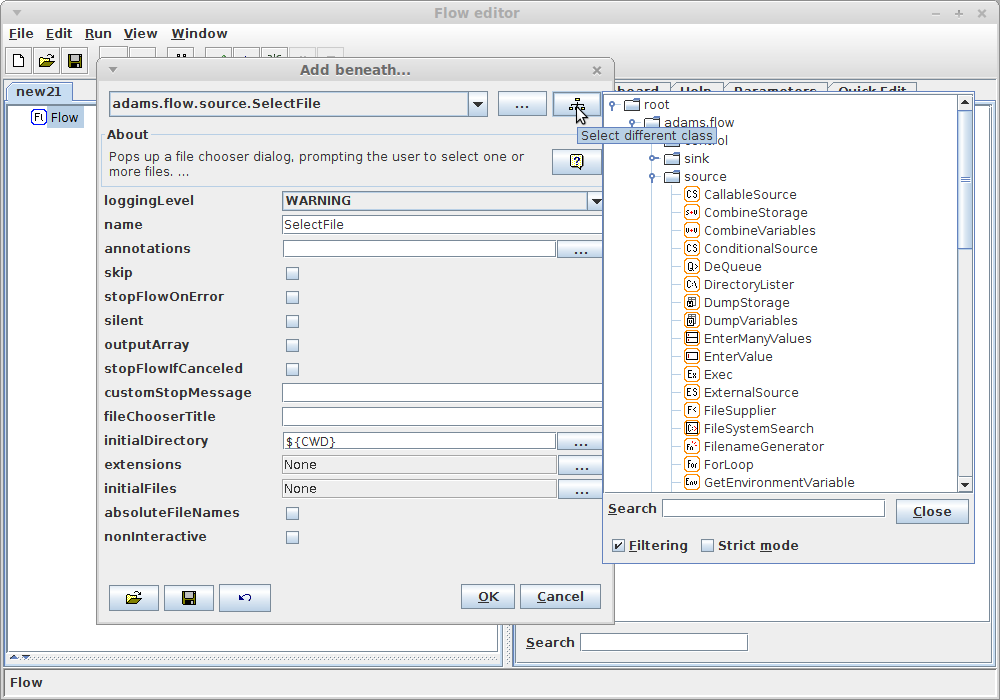 Flow editor
File Edit Run View Window
new21
Flow
Add beneath...
adams.flow.source.SelectFile
...
Select different class
About
Pops up a file chooser dialog, prompting the user to select one or
more files. ...
loggingLevel WARNING
name SelectFile
annotations ...
skip
stopFlowOnError
silent
outputArray
stopFlowIfCanceled
customStopMessage
fileChooserTitle
initialDirectory ${CWD} ...
extensions None ...
initialFiles None ...
absoluteFileNames
nonInteractive
OK Cancel
Help Parameters Quick Edit
root
adams.flow
sink
source
CallableSource
CombineStorage
CombineVariables
ConditionalSource
DeQueue
DirectoryLister
DumpStorage
DumpVariables
EnterManyValues
EnterValue
Exec
ExternalSource
FileSupplier
FileSystemSearch
FilenameGenerator
ForLoop
GetEnvironmentVariable
Search Close
Filtering Strict mode
Search
Flow